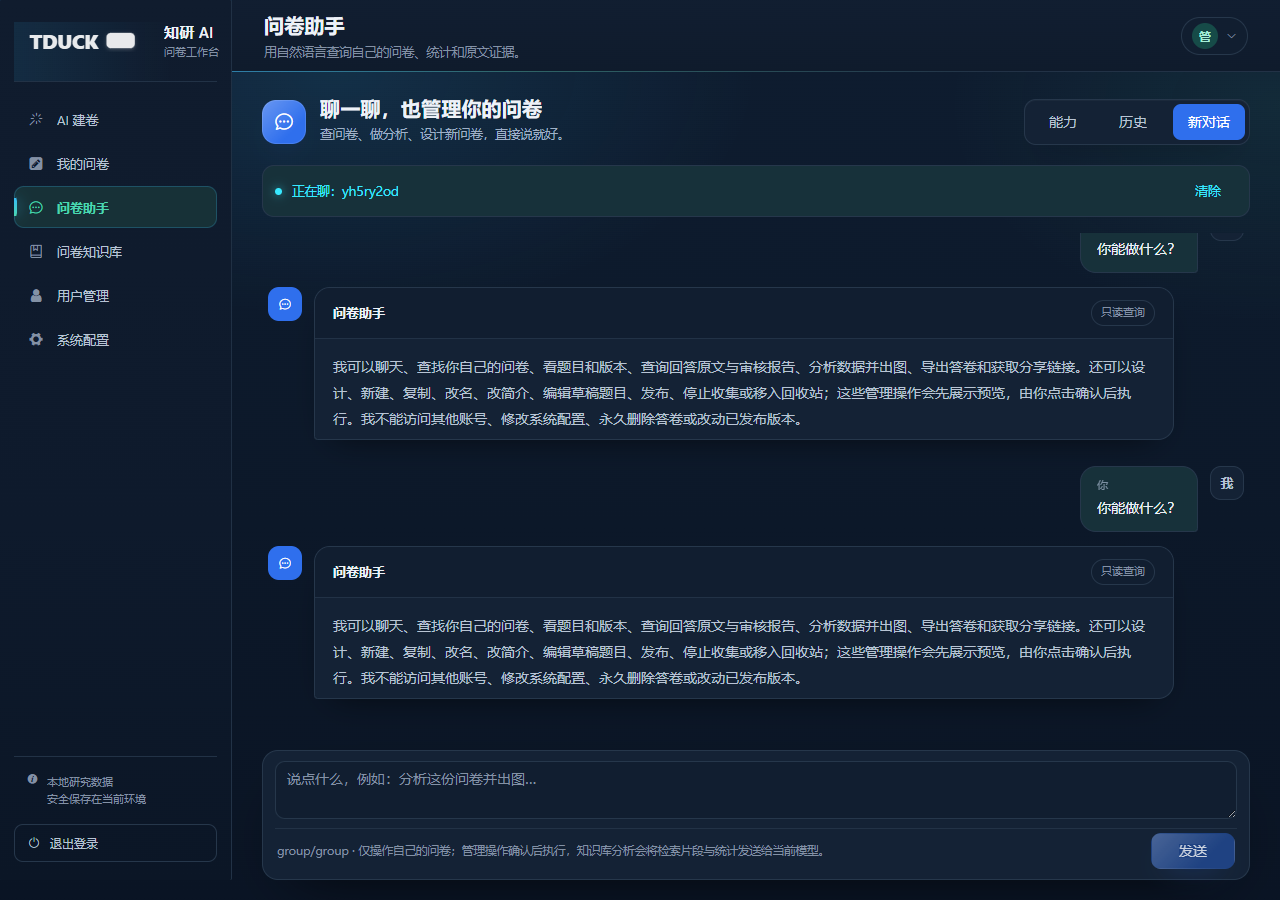 TDUCK
知研 AI
问卷工作台
AI 建卷
我的问卷
问卷助手
问卷知识库
用户管理
系统配置
本地研究数据
安全保存在当前环境
退出登录
问卷助手
用自然语言查询自己的问卷、统计和原文证据。
管
聊一聊，也管理你的问卷
查问卷、做分析、设计新问卷，直接说就好。
能力
历史
新对话
正在聊：yh5ry2od
清除
你能做什么？
问卷助手
只读查询
我可以聊天、查找你自己的问卷、看题目和版本、查询回答原文与审核报告、分析数据并出图、导出答卷和获取分享链接。还可以设
计、新建、复制、改名、改简介、编辑草稿题目、发布、停止收集或移入回收站；这些管理操作会先展示预览，由你点击确认后执
行。我不能访问其他账号、修改系统配置、永久删除答卷或改动已发布版本。
你
你能做什么？
我
问卷助手
只读查询
我可以聊天、查找你自己的问卷、看题目和版本、查询回答原文与审核报告、分析数据并出图、导出答卷和获取分享链接。还可以设
计、新建、复制、改名、改简介、编辑草稿题目、发布、停止收集或移入回收站；这些管理操作会先展示预览，由你点击确认后执
行。我不能访问其他账号、修改系统配置、永久删除答卷或改动已发布版本。
说点什么，例如：分析这份问卷并出图...
group/group · 仅操作自己的问卷；管理操作确认后执行，知识库分析会将检索片段与统计发送给当前模型。
发送